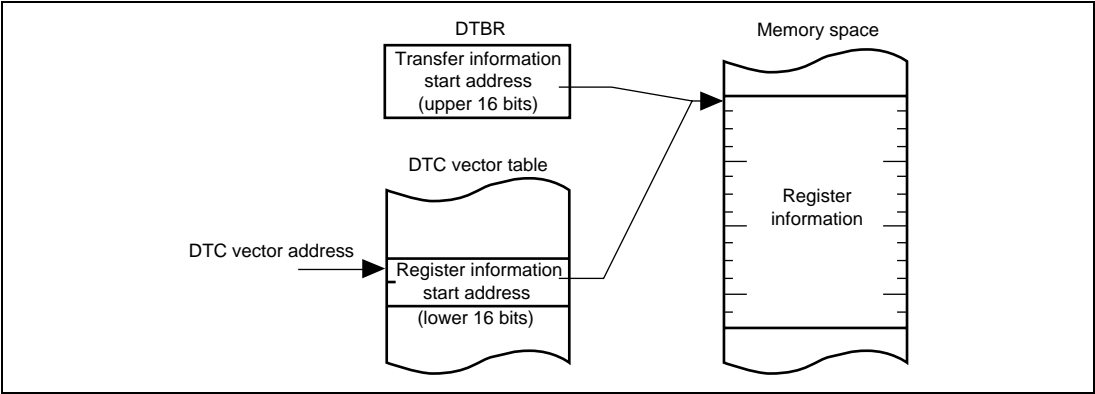 DTBR
Transfer information
start address
(upper 16 bits)
Memory space
DTC vector table
DTC vector address
Register information
start address
(lower 16 bits)
Register
information